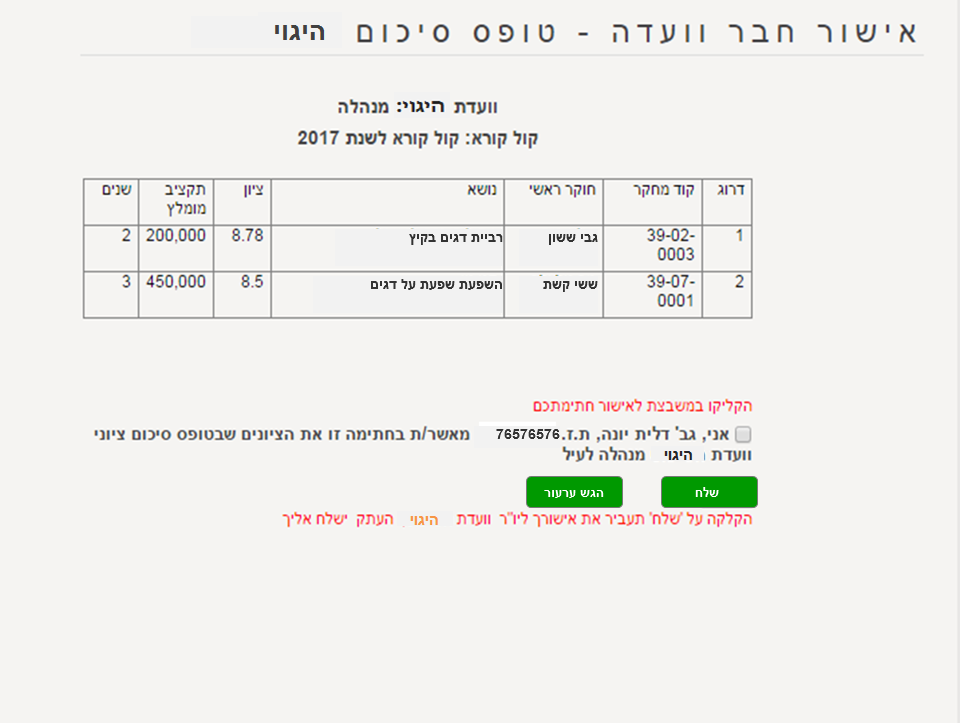 אישור חבר וועדה - טופס סיכום היגוי
וועדת היגוי: מנהלה
קול קורא: קול קורא לשנת 2017
דרוג קוד מחקר חוקר ראשי נושא ציון תקציב מומלץ שנים
1 39-02-0003 גבי ששון רביית דגים בקיץ 8.78 200,000 2
2 39-07-0001 ששי קשת השפעת שפעת על דגים 8.5 450,000 3
הקליקו במשבצת לאישור חתימתכם
אני, גב' דלית יונה, ת.ז. 76576576 מאשר/ת בחתימה זו את הציונים שבטופס סיכום ציוני
וועדת היגוי מנהלה לעיל
שלח הגש ערעור
הקלקה על 'שלח' תעביר את אישורך ליו"ר וועדת היגוי העתק ישלח אליך